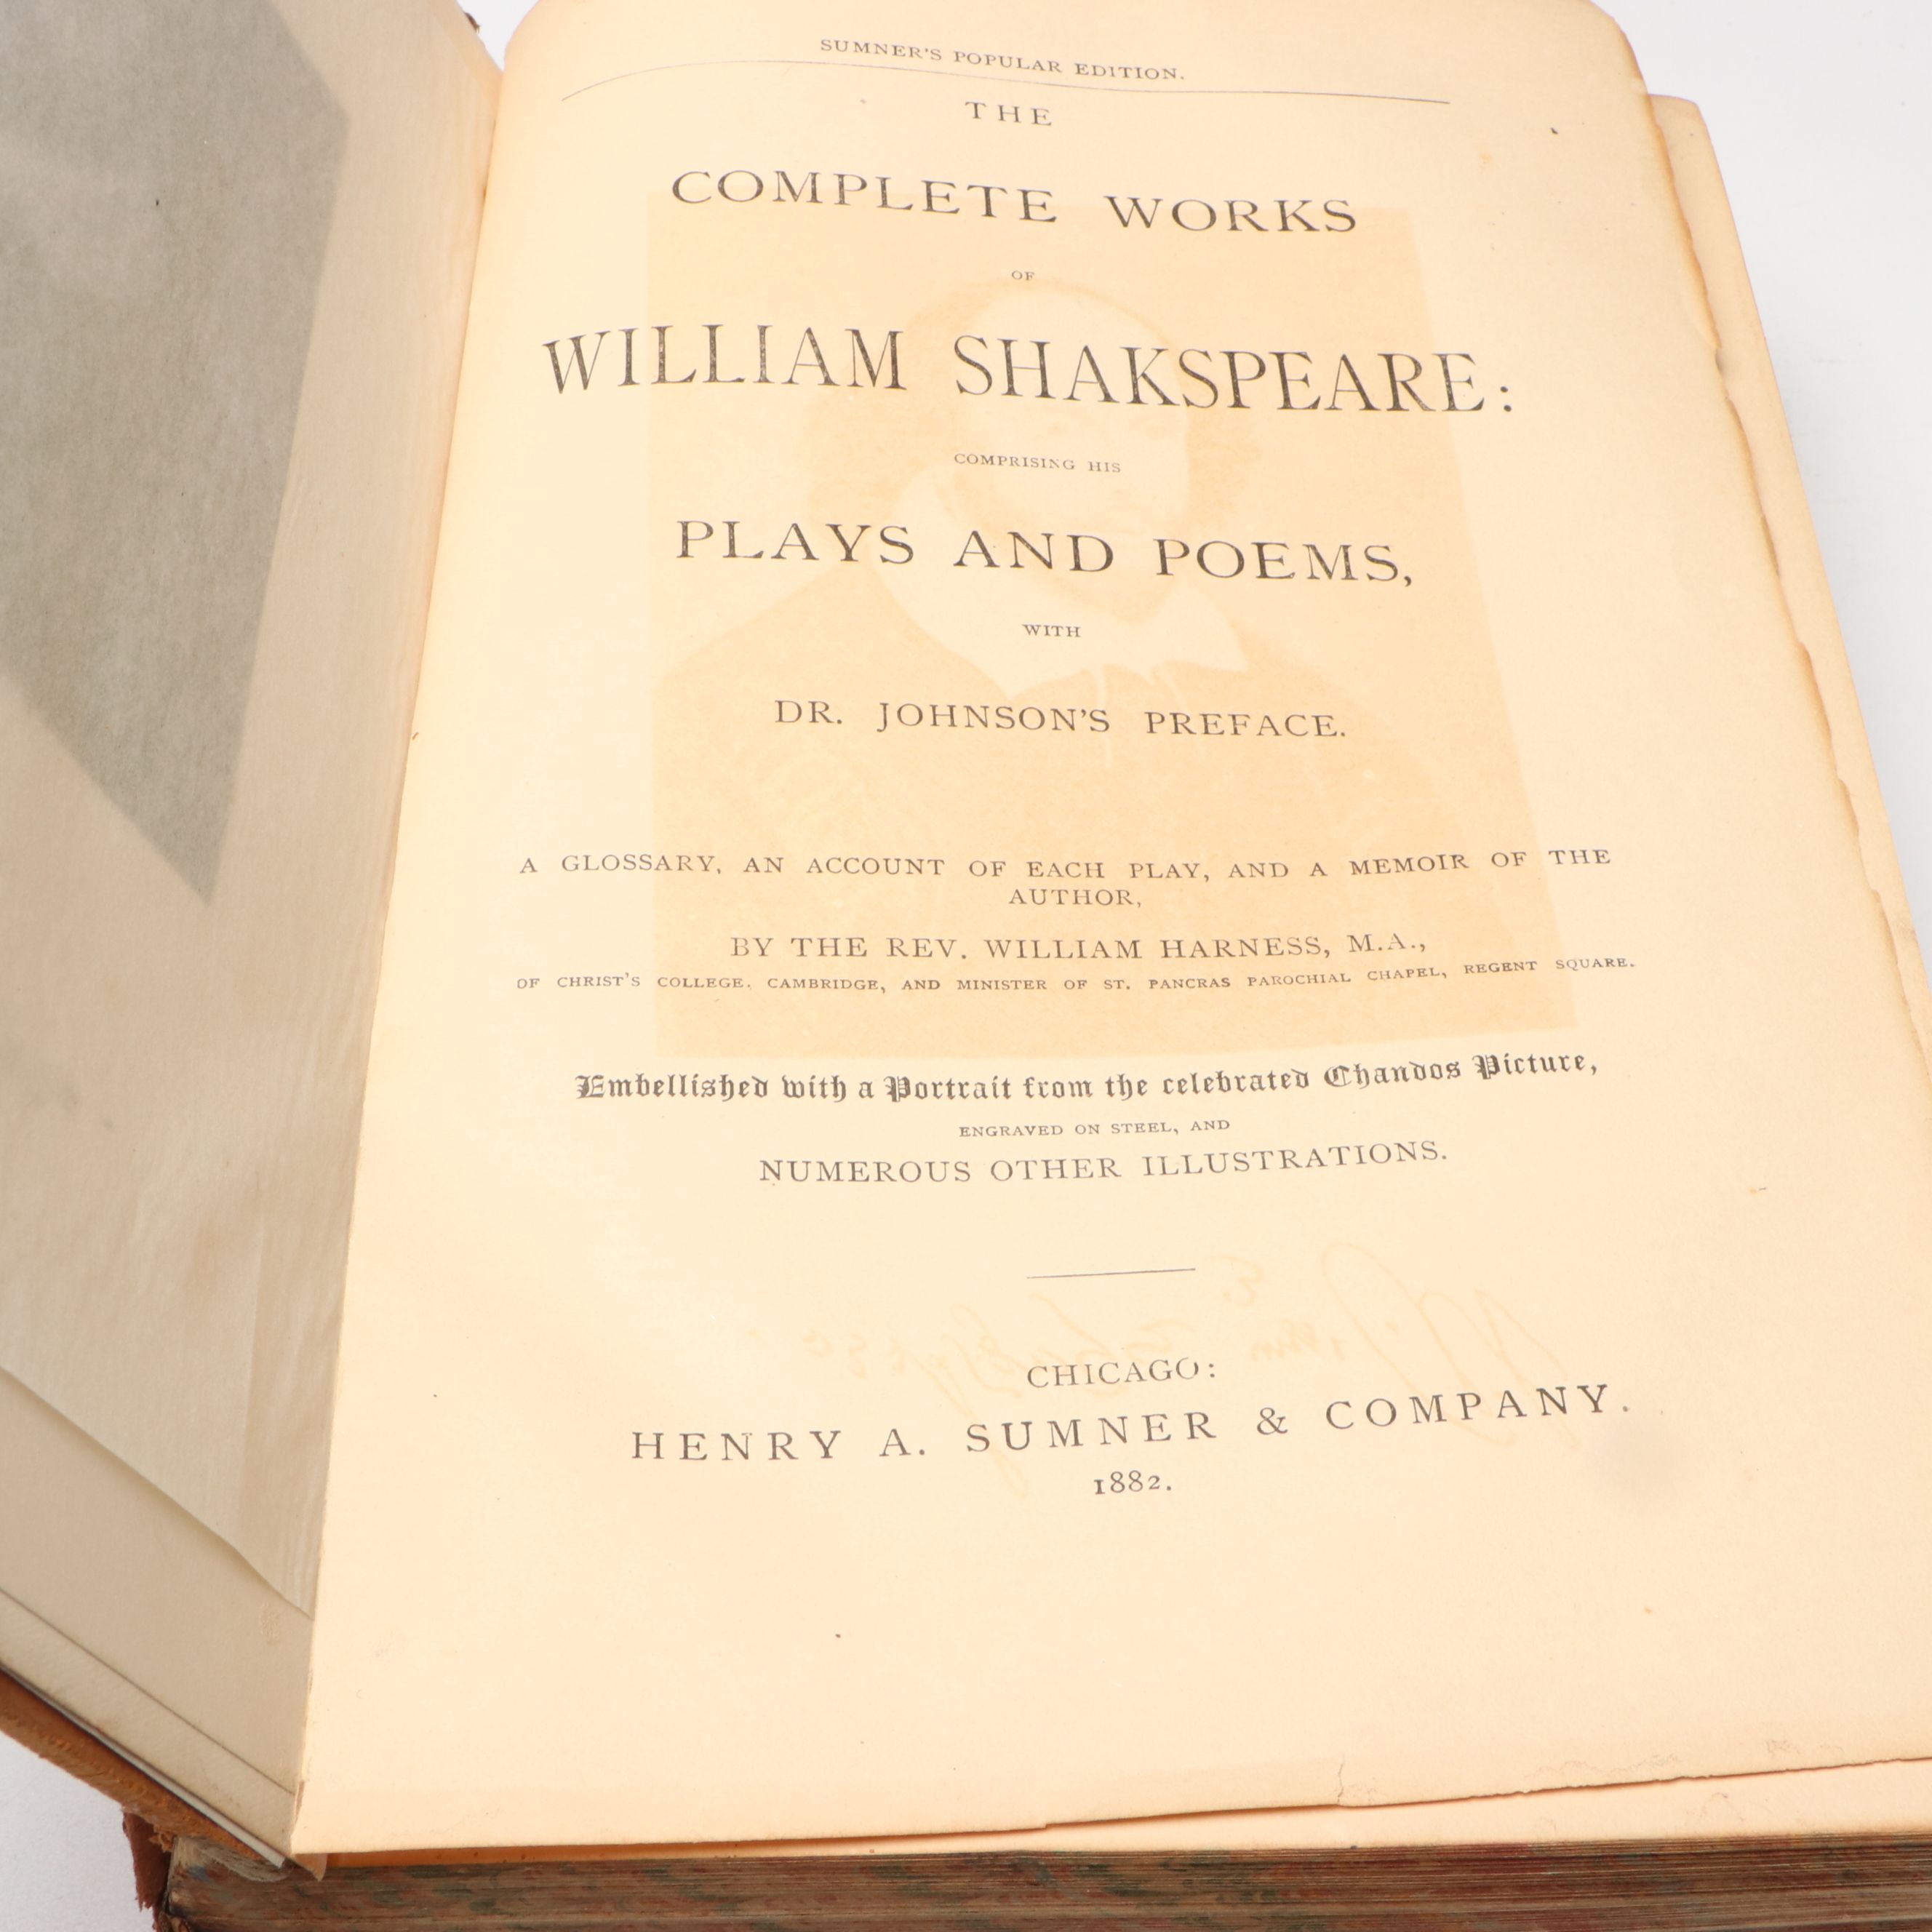 SUMNER'S POPULAR EDITION.
THE
COMPLETE WORKS
OF
WILLIAM SHAKSPEARE:
COMPRISING HIS
PLAYS AND POEMS,
WITH
DR. JOHNSON'S PREFACE.
A GLOSSARY, AN ACCOUNT OF EACH PLAY, AND A MEMOIR OF THE
AUTHOR,
BY THE REV. WILLIAM HARNESS, M.A.,
OF CHRIST'S COLLEGE, CAMBRIDGE, AND MINISTER OF ST. PANCRAS PAROCHIAL CHAPEL, REGENT SQUARE.
Embellished with a Portrait from the celebrated Chandos Picture,
ENGRAVED ON STEEL, AND
NUMEROUS OTHER ILLUSTRATIONS.
CHICAGO:
HENRY A. SUMNER & COMPANY.
1882.